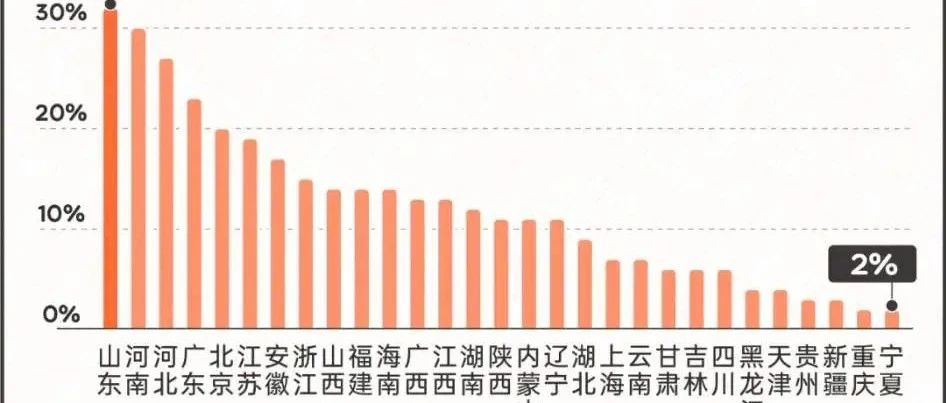 30%
20%
10%
2%
0%
山东
河南
河北
广东
北京
江苏
安徽
浙江
山西
福建
海南
广西
江西
湖南
陕西
内蒙
辽宁
湖北
上海
云南
甘肃
吉林
四川
黑龙
天津
贵州
新疆
重庆
宁夏